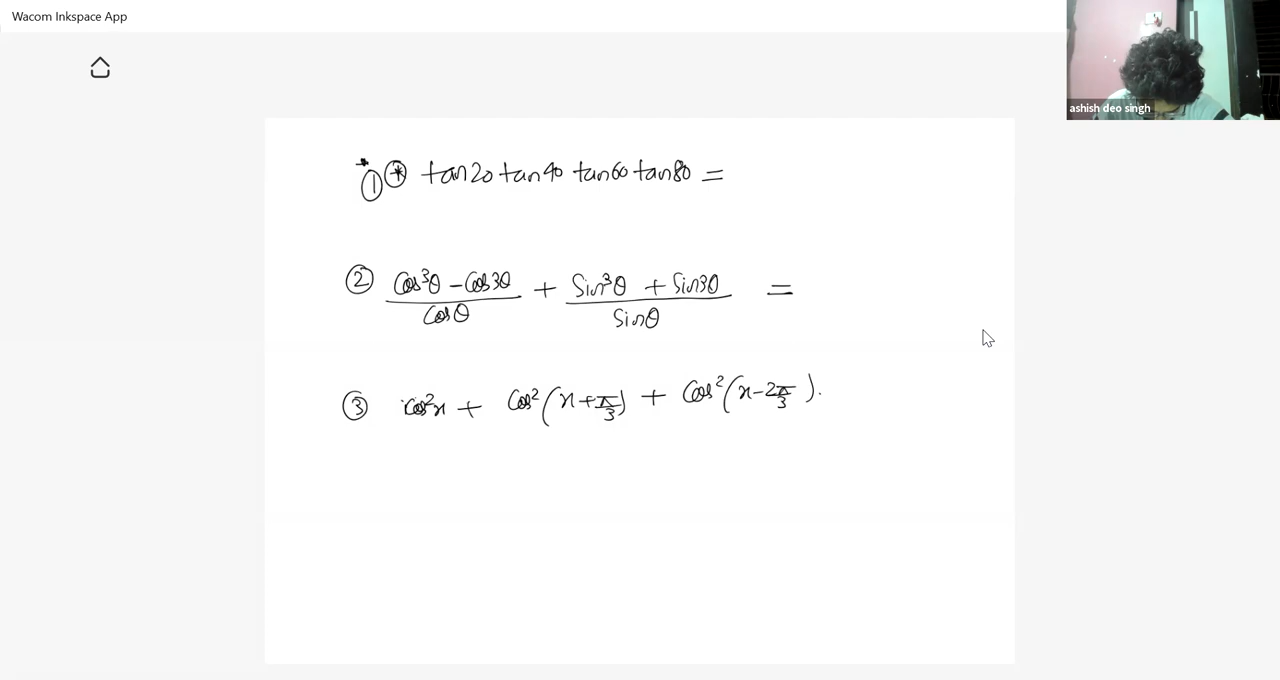 Wacom Inkspace App
ashish deo singh
① ⊛ tan20 tan40 tan60 tan80 =
② (Cos³θ - Cos3θ)/Cosθ + (Sin³θ + Sin3θ)/Sinθ =
③ cos²x + Cos²(x + π/3) + Cos²(x - 2π/3).